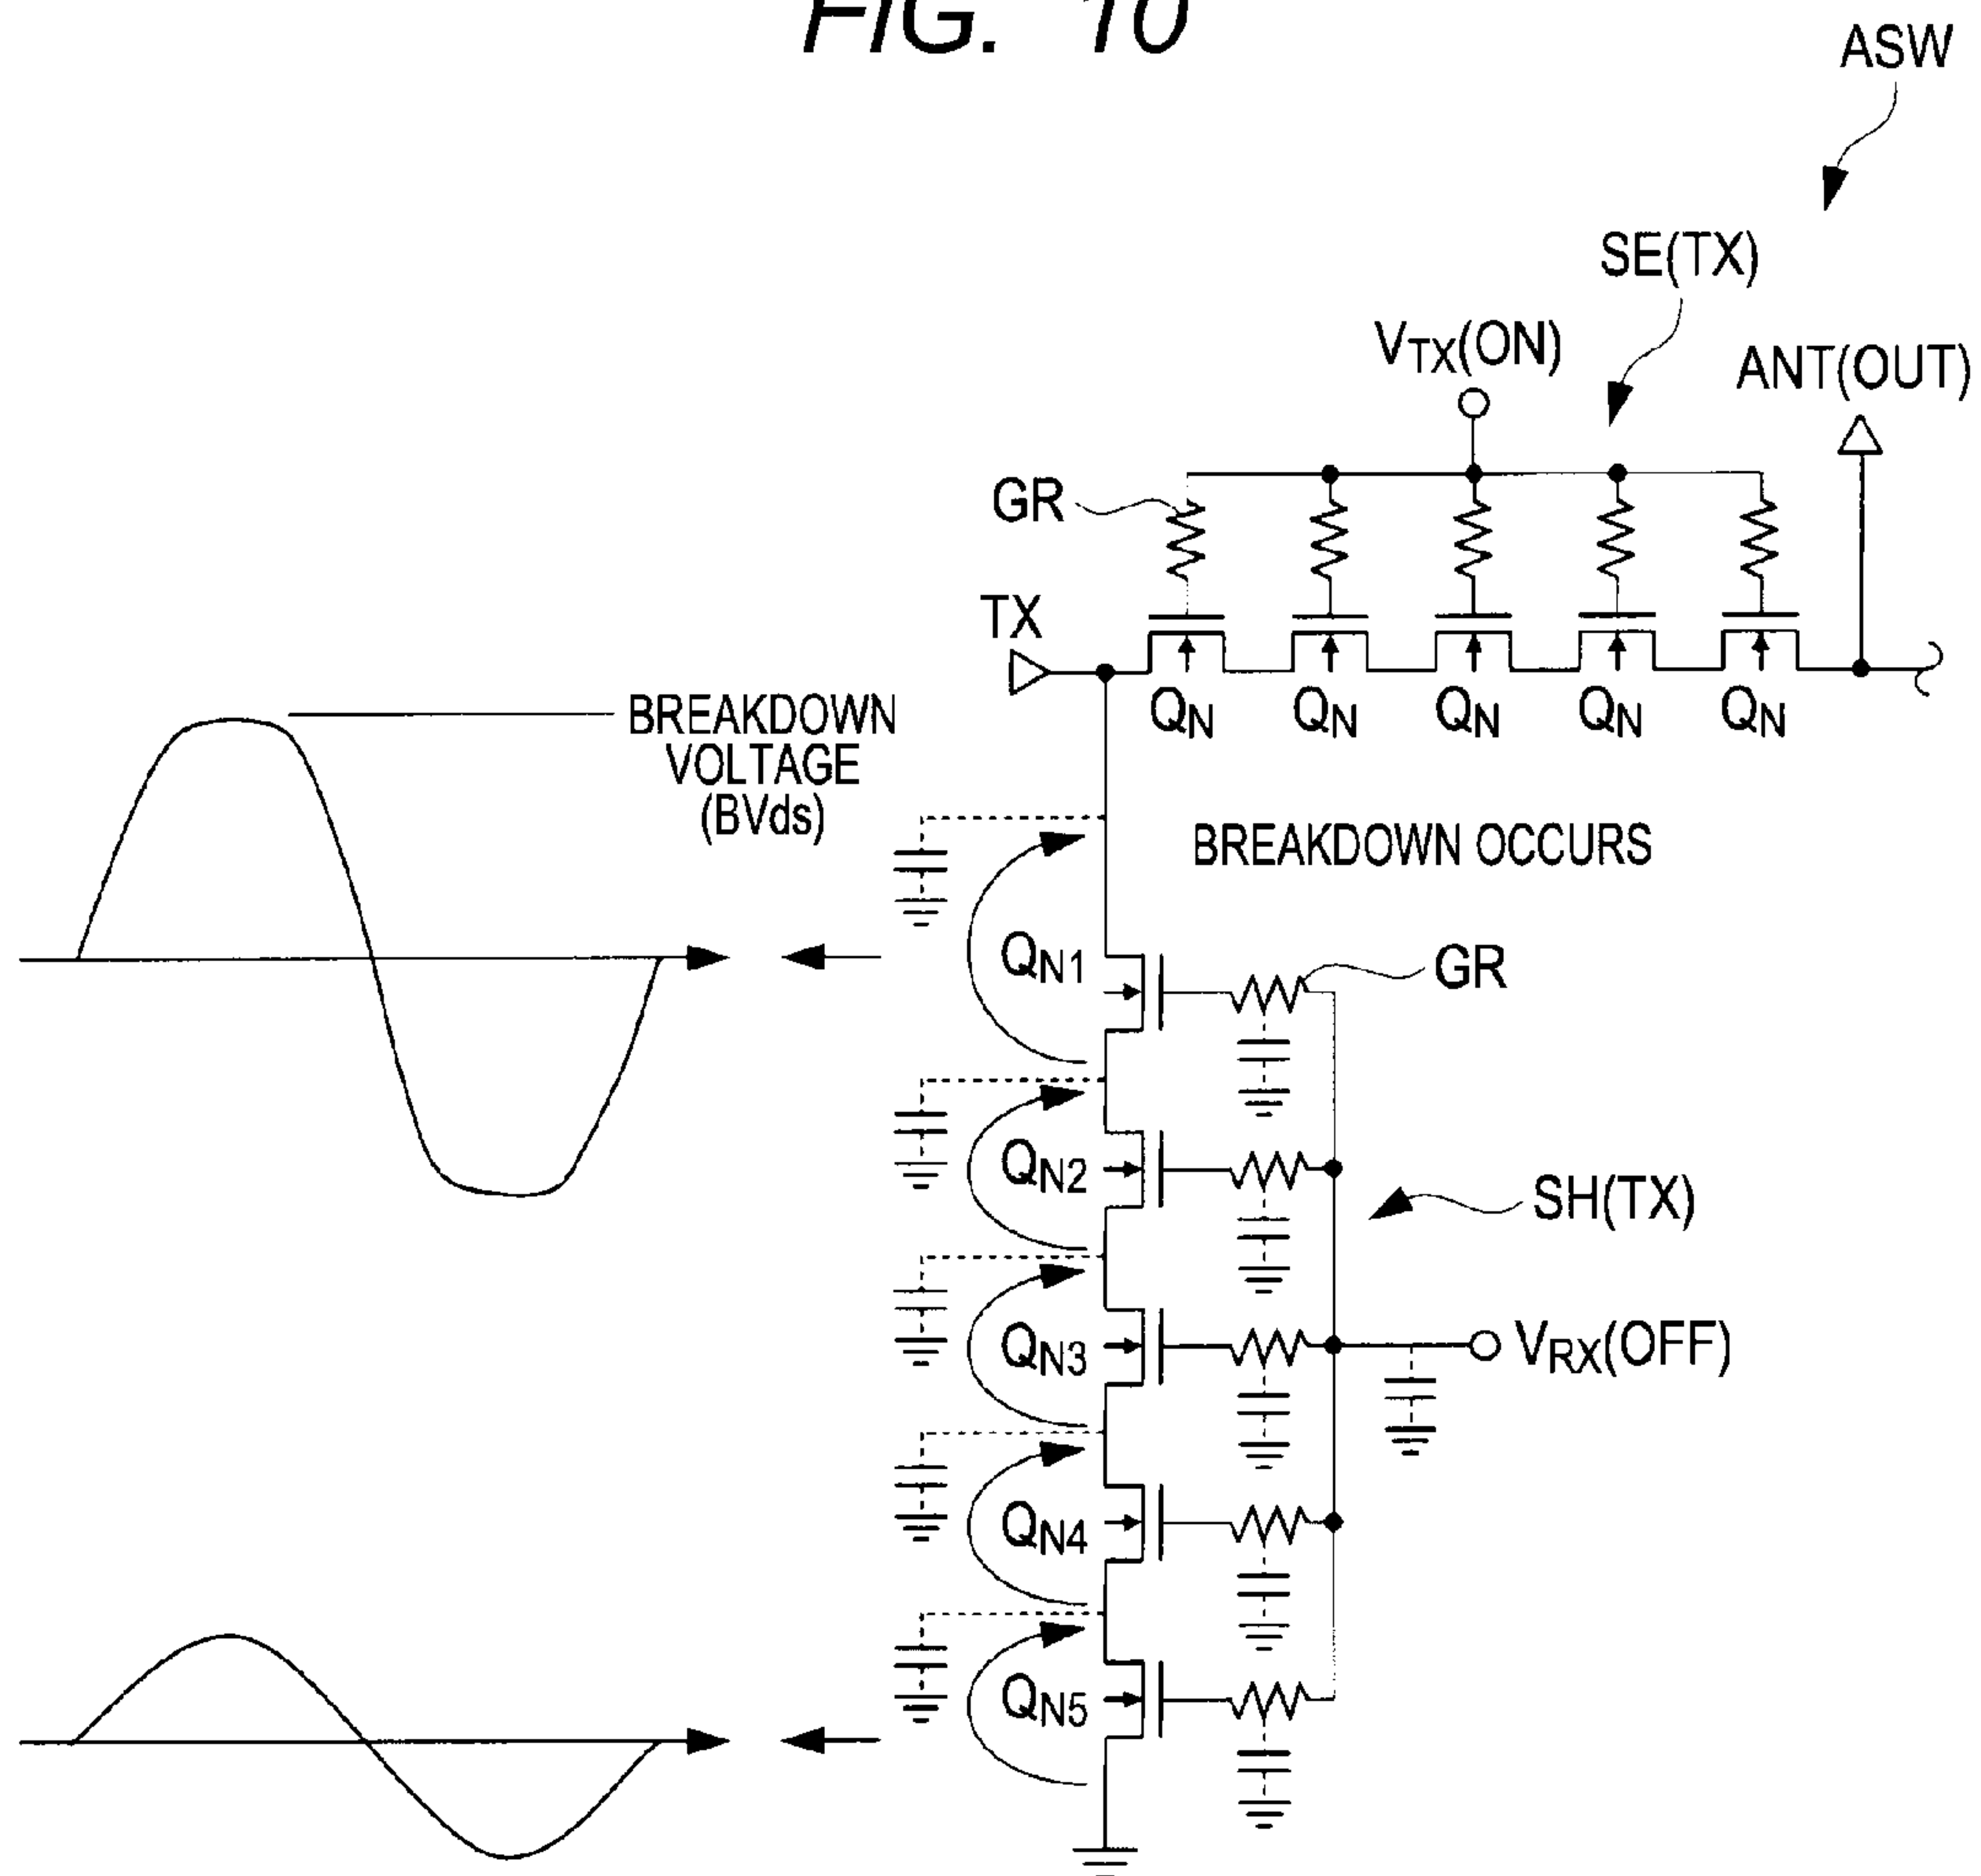 FIG. 10
ASW
SE(TX)
VTX(ON)
ANT(OUT)
GR
TX
QN QN QN QN QN
BREAKDOWN
VOLTAGE
(BVds)
BREAKDOWN OCCURS
QN1
GR
QN2
SH(TX)
QN3
VRX(OFF)
QN4
QN5